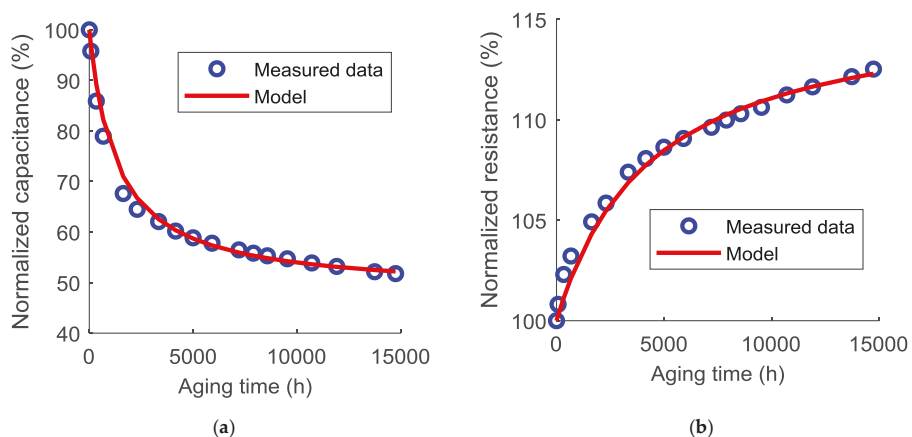 Normalized capacitance (%)
100
90
80
70
60
50
40
Measured data
Model
0
5000
10000
15000
Aging time (h)
(a)
Normalized resistance (%)
115
110
105
100
Measured data
Model
0
5000
10000
15000
Aging time (h)
(b)